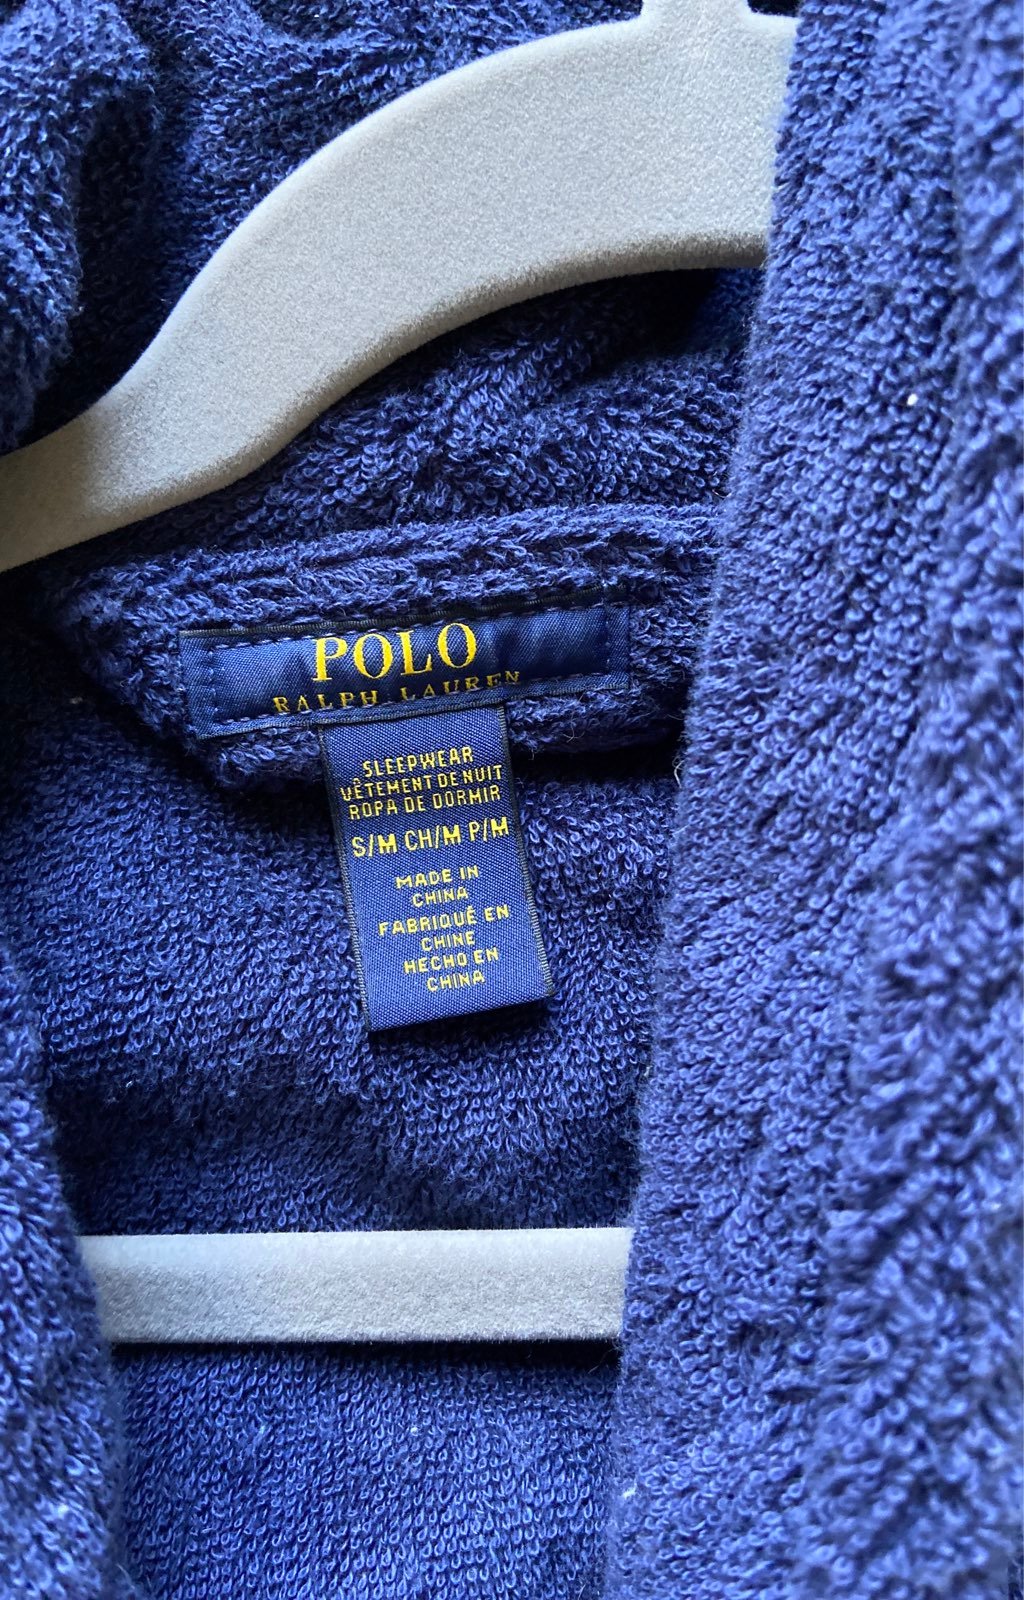 POLO
RALPH LAUREN
SLEEPWEAR
VÊTEMENT DE NUIT
ROPA DE DORMIR
S/M CH/M P/M
MADE IN
CHINA
FABRIQUÉ EN
CHINE
HECHO EN
CHINA